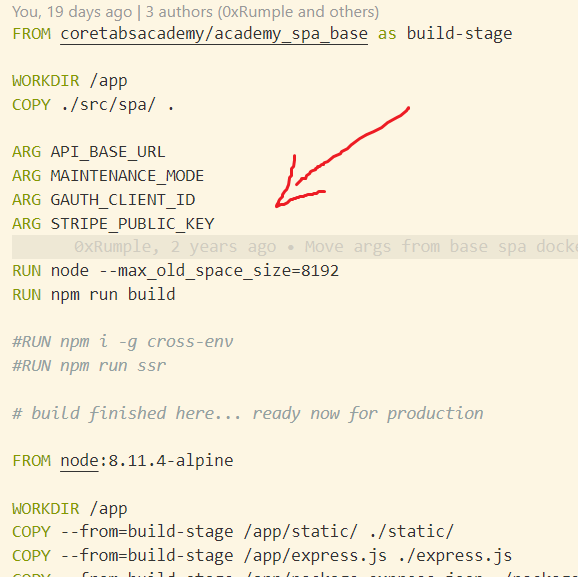 You, 19 days ago | 3 authors (0xRumple and others)
FROM coretabsacademy/academy_spa_base as build-stage
WORKDIR /app
COPY ./src/spa/ .
ARG API_BASE_URL
ARG MAINTENANCE_MODE
ARG GAUTH_CLIENT_ID
ARG STRIPE_PUBLIC_KEY
0xRumple, 2 years ago • Move args from base spa docke
RUN node --max_old_space_size=8192
RUN npm run build
#RUN npm i -g cross-env
#RUN npm run ssr
# build finished here... ready now for production
FROM node:8.11.4-alpine
WORKDIR /app
COPY --from=build-stage /app/static/ ./static/
COPY --from=build-stage /app/express.js ./express.js